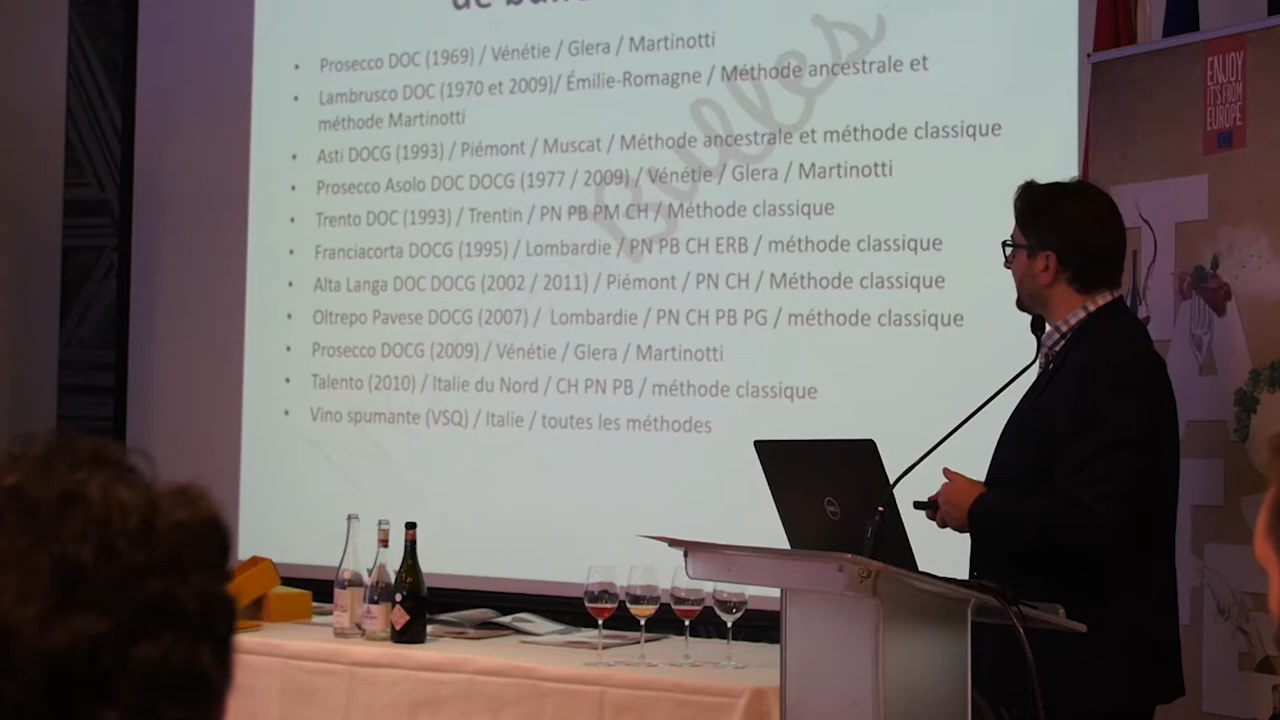 de bulle
• Prosecco DOC (1969) / Vénétie / Glera / Martinotti
• Lambrusco DOC (1970 et 2009)/ Émilie-Romagne / Méthode ancestrale et
méthode Martinotti
• Asti DOCG (1993) / Piémont / Muscat / Méthode ancestrale et méthode classique
• Prosecco Asolo DOC DOCG (1977 / 2009) / Vénétie / Glera / Martinotti
• Trento DOC (1993) / Trentin / PN PB PM CH / Méthode classique
• Franciacorta DOCG (1995) / Lombardie / PN PB CH ERB / méthode classique
• Alta Langa DOC DOCG (2002 / 2011) / Piémont / PN CH / Méthode classique
• Oltrepo Pavese DOCG (2007) / Lombardie / PN CH PB PG / méthode classique
• Prosecco DOCG (2009) / Vénétie / Glera / Martinotti
• Talento (2010) / Italie du Nord / CH PN PB / méthode classique
• Vino spumante (VSQ) / Italie / toutes les méthodes
Bulles
ENJOY
IT'S FROM
EUROPE
DELL